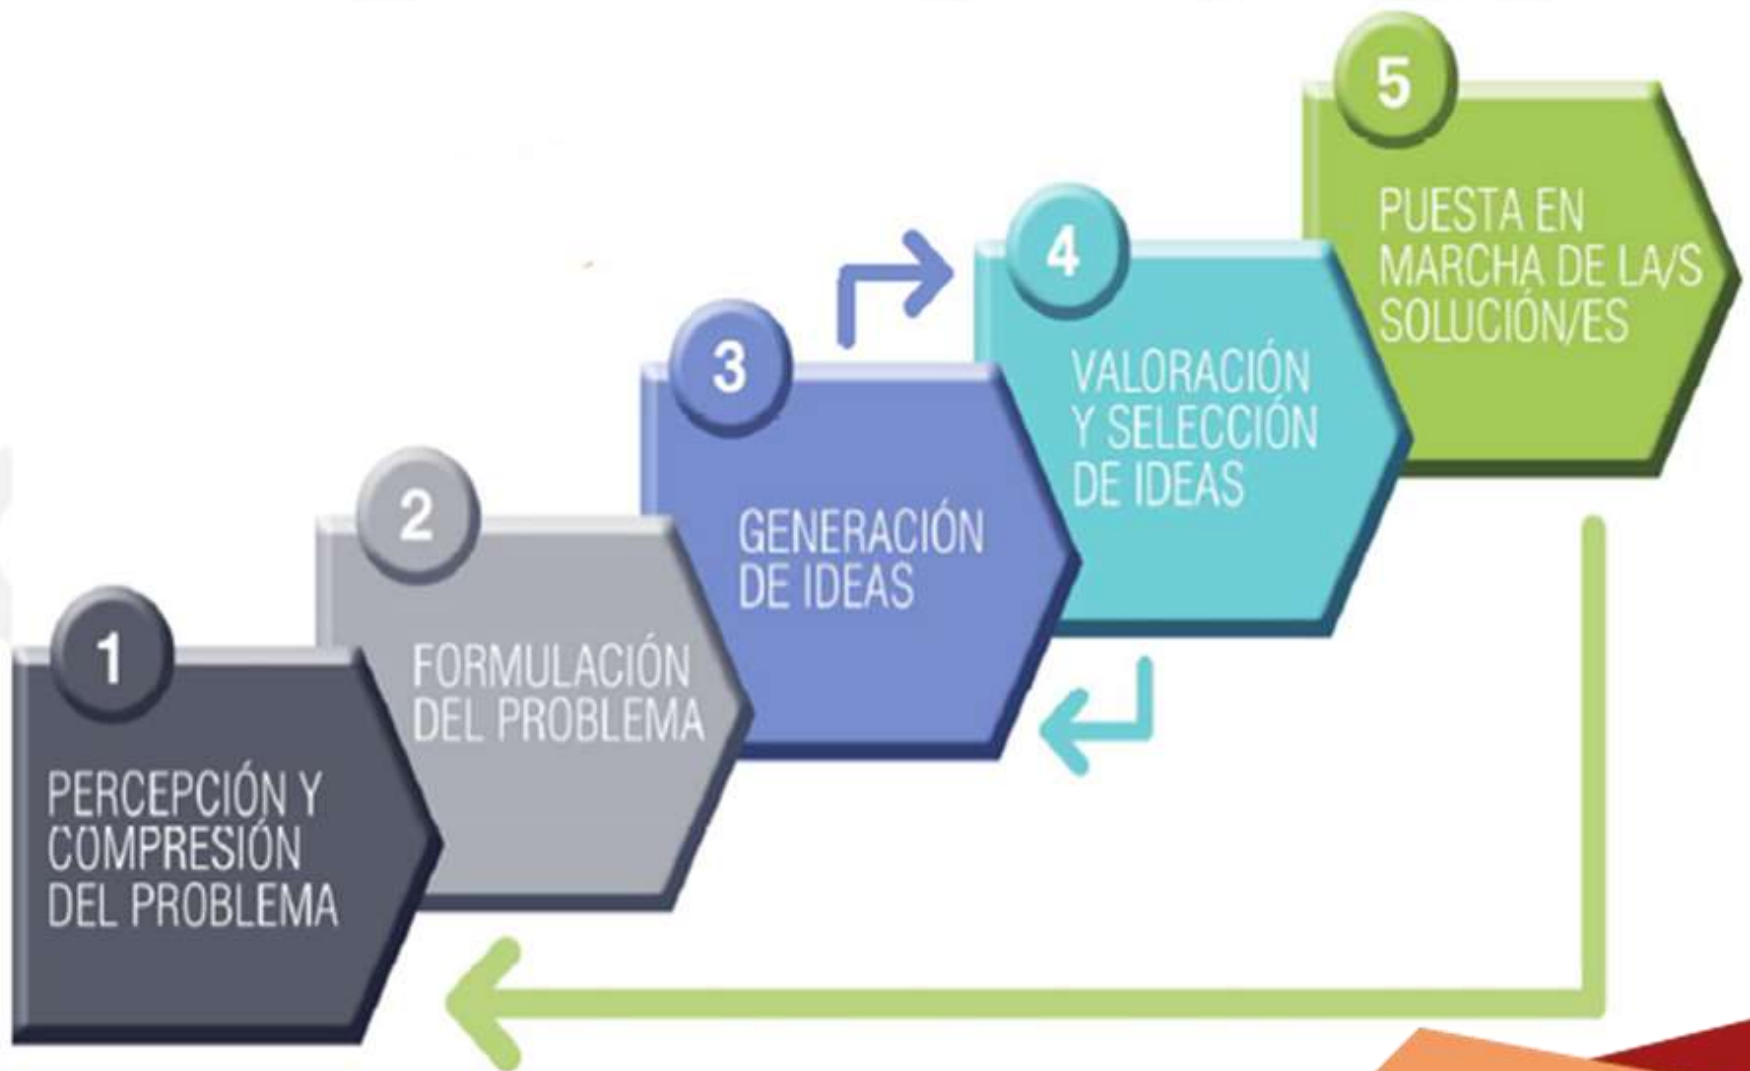 1
PERCEPCIÓN Y
COMPRESIÓN
DEL PROBLEMA
2
FORMULACIÓN
DEL PROBLEMA
3
GENERACIÓN
DE IDEAS
4
VALORACIÓN
Y SELECCIÓN
DE IDEAS
5
PUESTA EN
MARCHA DE LA/S
SOLUCIÓN/ES